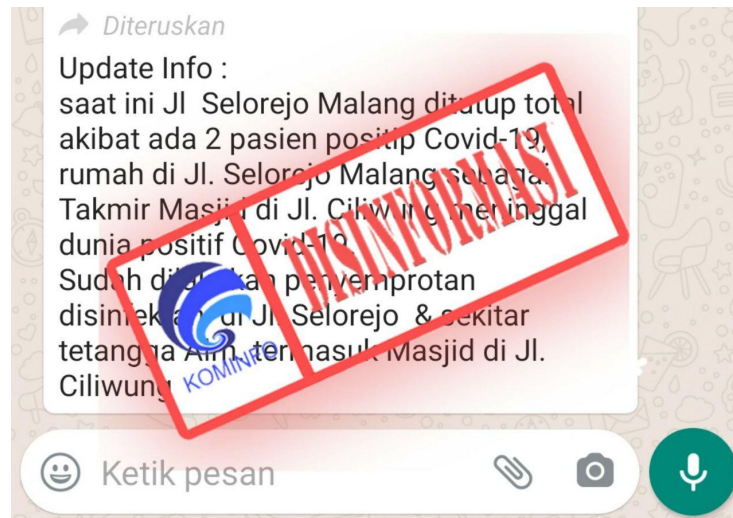 Diteruskan
Update Info :
saat ini Jl Selorejo Malang ditutup total
akibat ada 2 pasien positip Covid-19,
rumah di Jl. Selorejo Malang sebagai
Takmir Masjid di Jl. Ciliwung meninggal
dunia positif Covid-19.
Sudah dilakukan penyemprotan
disinfektan di Jl. Selorejo & sekitar
tetangga Alm, termasuk Masjid di Jl.
Ciliwung
KOMINFO
DISINFORMASI
Ketik pesan